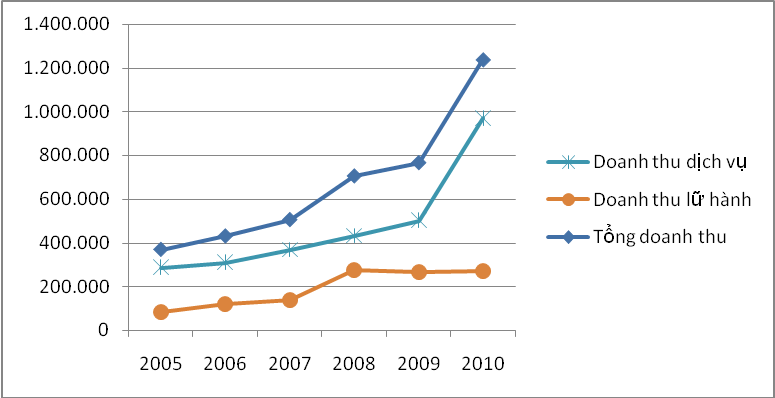 1.400.000
1.200.000
1.000.000
800.000
600.000
400.000
200.000
0
2005 2006 2007 2008 2009 2010
Doanh thu dịch vụ
Doanh thu lữ hành
Tổng doanh thu